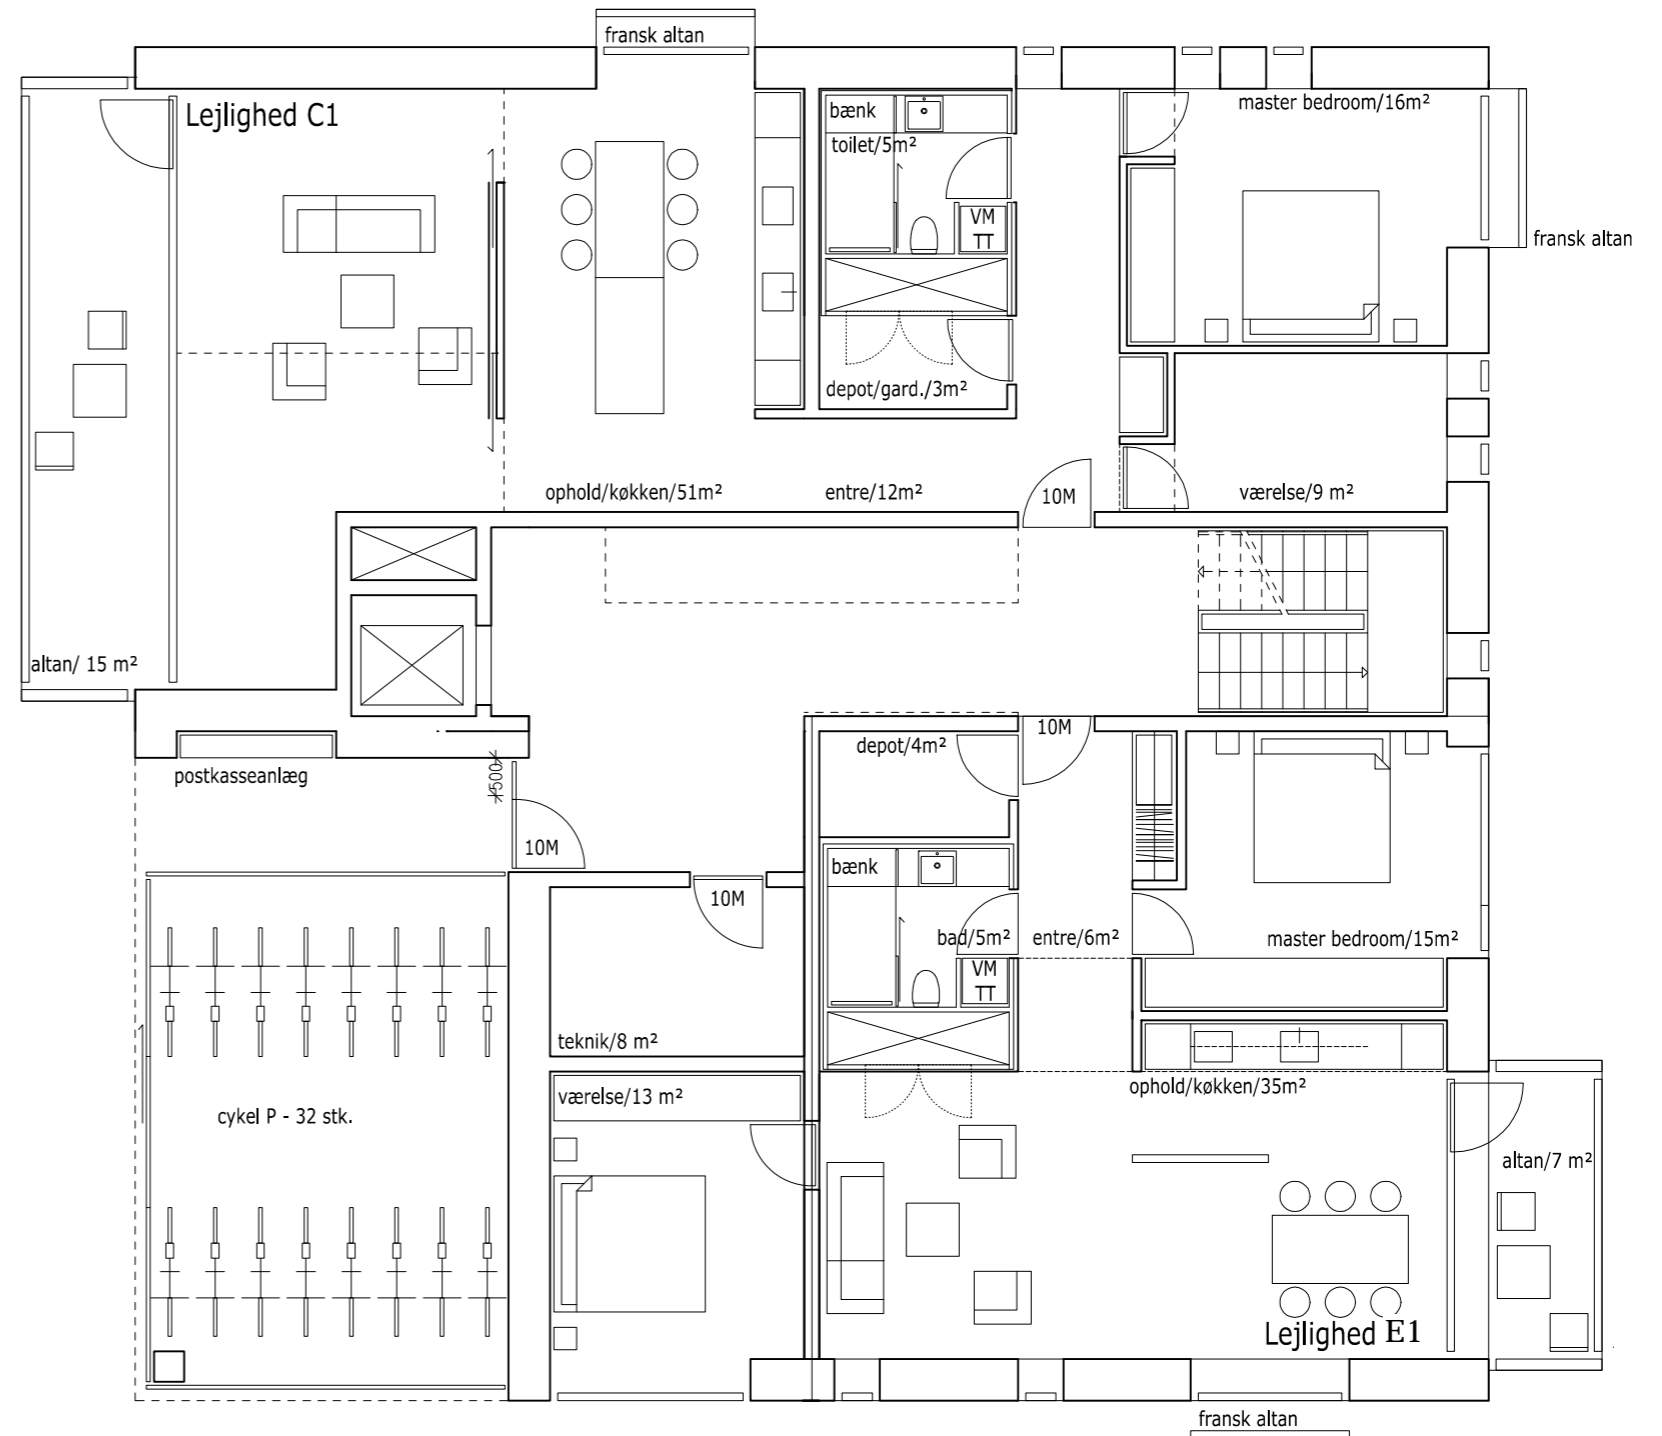 fransk altan
Lejlighed C1
bænk
toilet/5m²
VM
TT
master bedroom/16m²
fransk altan
depot/gard./3m²
ophold/køkken/51m²
entre/12m²
10M
værelse/9 m²
altan/ 15 m²
postkasseanlæg
500
10M
10M
depot/4m²
10M
bænk
bad/5m²
entre/6m²
VM
TT
master bedroom/15m²
teknik/8 m²
værelse/13 m²
ophold/køkken/35m²
cykel P - 32 stk.
altan/7 m²
Lejlighed E1
fransk altan